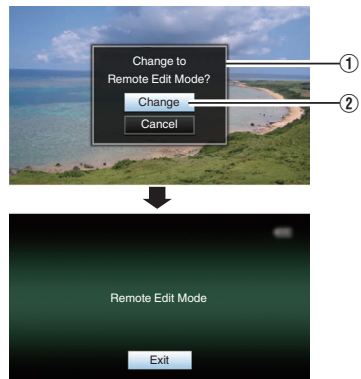 Change to
Remote Edit Mode?
①
Change
②
Cancel
Remote Edit Mode
Exit